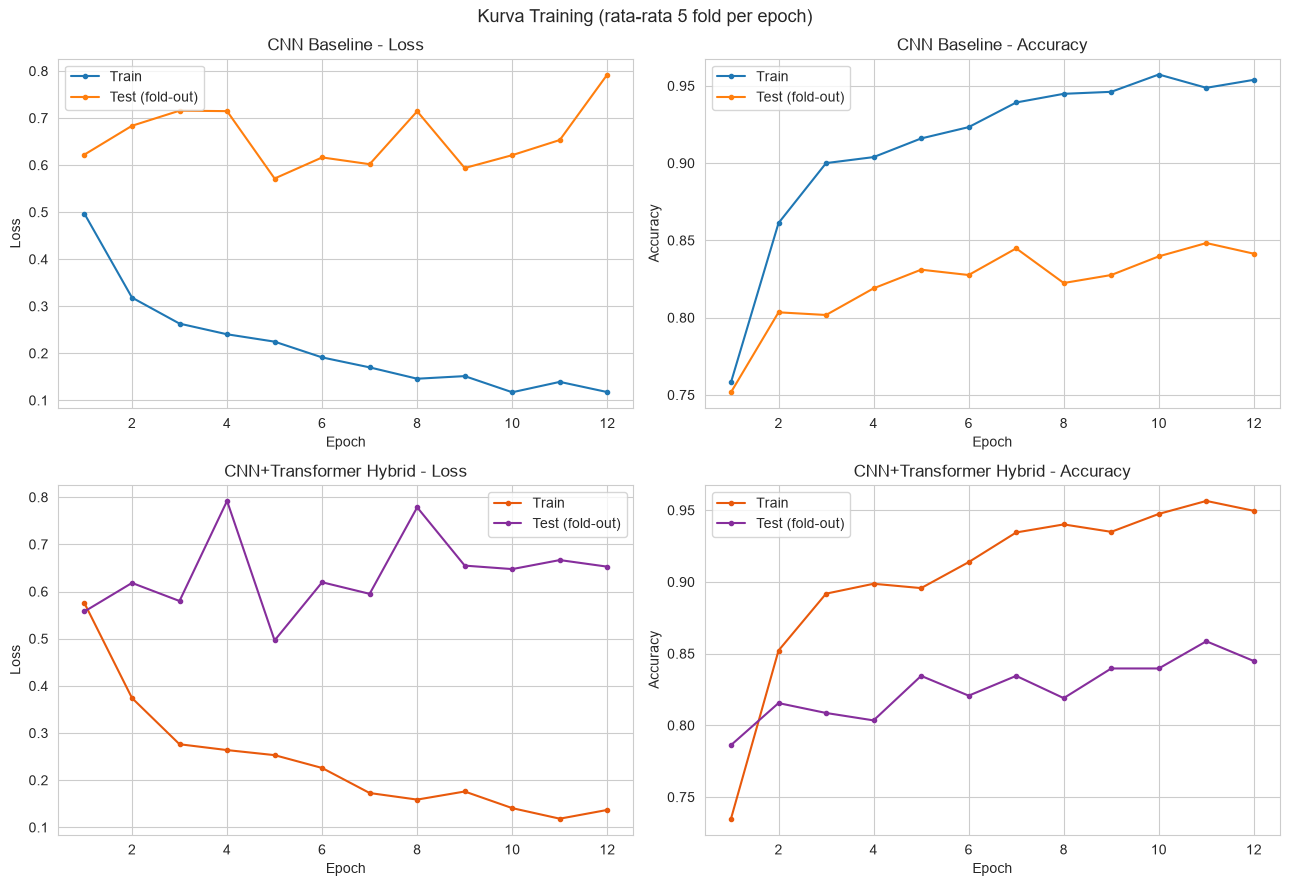 Kurva Training (rata-rata 5 fold per epoch)
CNN Baseline - Loss
Train
Test (fold-out)
0.8
0.7
0.6
0.5
0.4
0.3
0.2
0.1
Loss
2 4 6 8 10 12
Epoch
CNN Baseline - Accuracy
Train
Test (fold-out)
0.95
0.90
0.85
0.80
0.75
Accuracy
2 4 6 8 10 12
Epoch
CNN+Transformer Hybrid - Loss
Train
Test (fold-out)
0.8
0.7
0.6
0.5
0.4
0.3
0.2
0.1
Loss
2 4 6 8 10 12
Epoch
CNN+Transformer Hybrid - Accuracy
Train
Test (fold-out)
0.95
0.90
0.85
0.80
0.75
Accuracy
2 4 6 8 10 12
Epoch